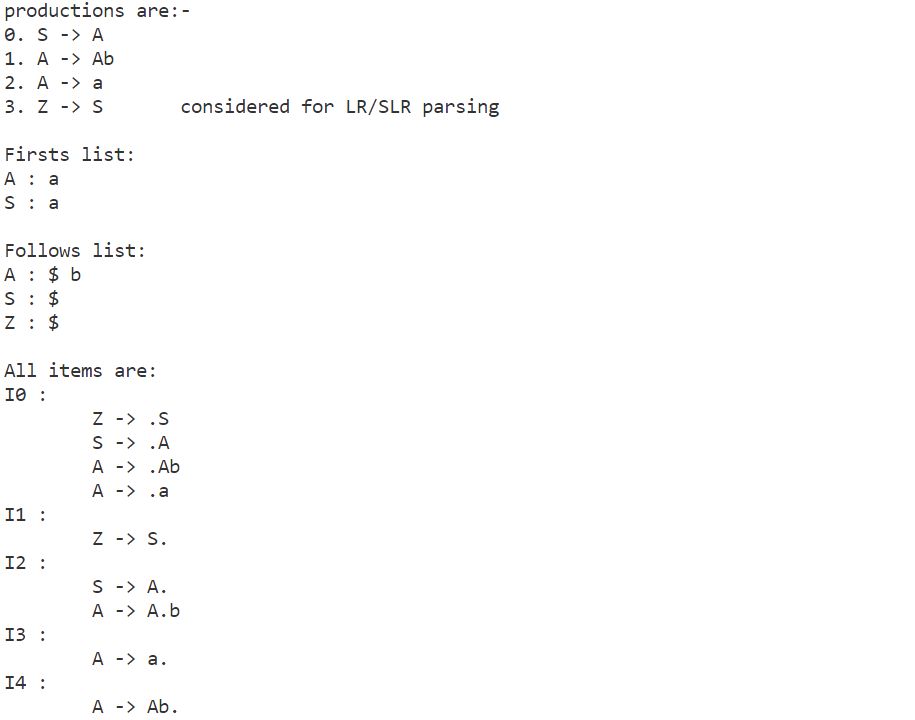 productions are:-
0. S -> A
1. A -> Ab
2. A -> a
3. Z -> S       considered for LR/SLR parsing
Firsts list:
A : a
S : a
Follows list:
A : $ b
S : $
Z : $
All items are:
I0 :
Z -> .S
S -> .A
A -> .Ab
A -> .a
I1 :
Z -> S.
I2 :
S -> A.
A -> A.b
I3 :
A -> a.
I4 :
A -> Ab.